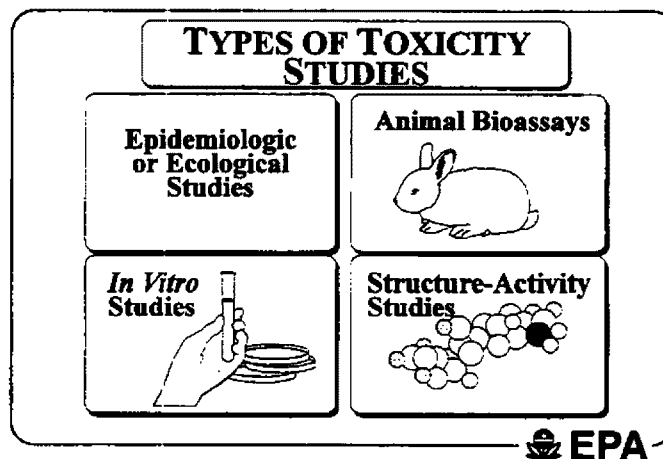 TYPES OF TOXICITY
STUDIES
Epidemiologic
or Ecological
Studies
Animal Bioassays
In Vitro
Studies
Structure-Activity
Studies
EPA